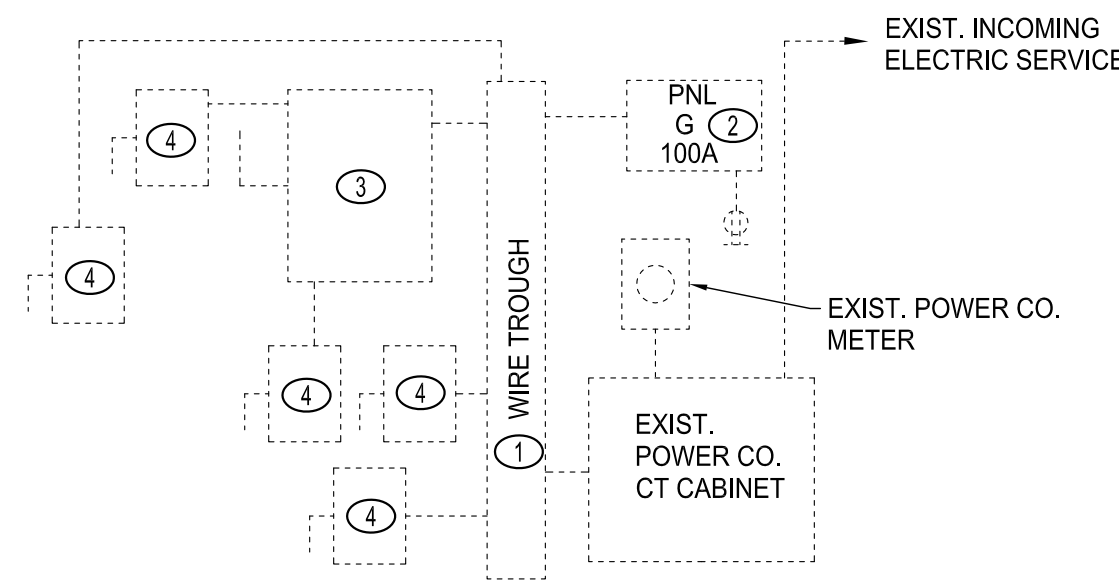 EXIST. INCOMING
ELECTRIC SERVICE
PNL
G 2
100A
4
3
4
WIRE TROUGH
1
EXIST. POWER CO.
METER
4
4
EXIST.
POWER CO.
CT CABINET
4